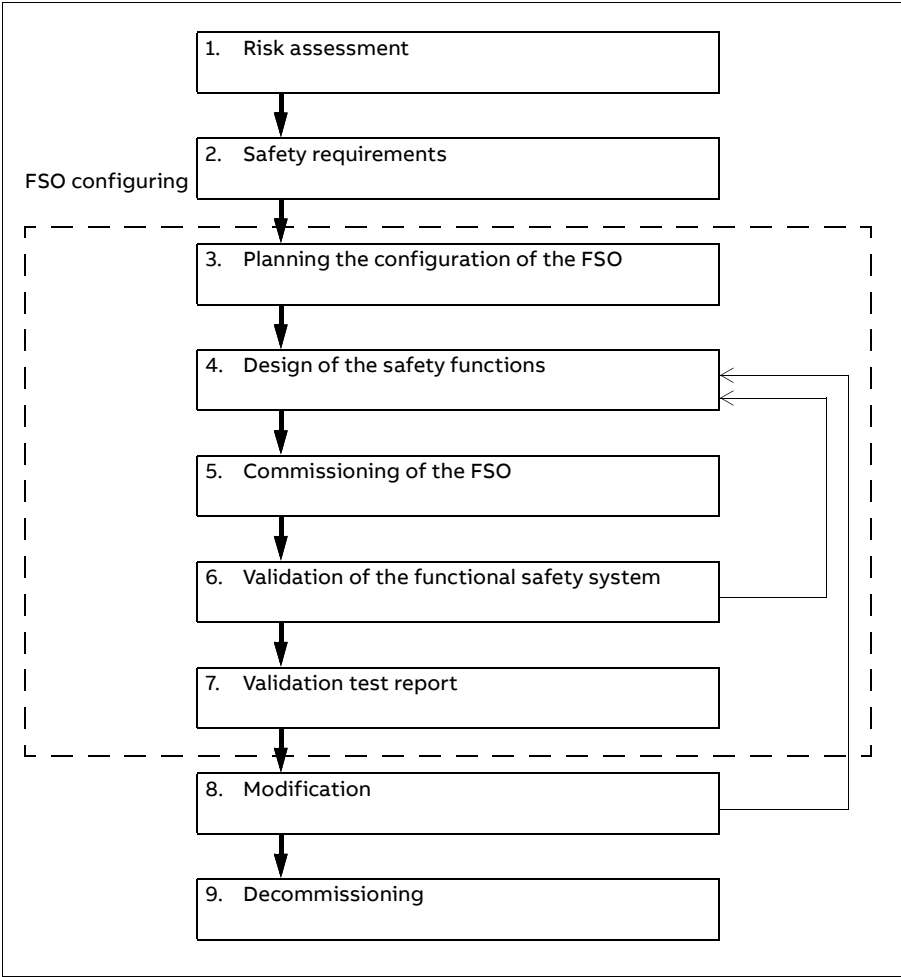 1. Risk assessment
2. Safety requirements
FSO configuring
3. Planning the configuration of the FSO
4. Design of the safety functions
5. Commissioning of the FSO
6. Validation of the functional safety system
7. Validation test report
8. Modification
9. Decommissioning